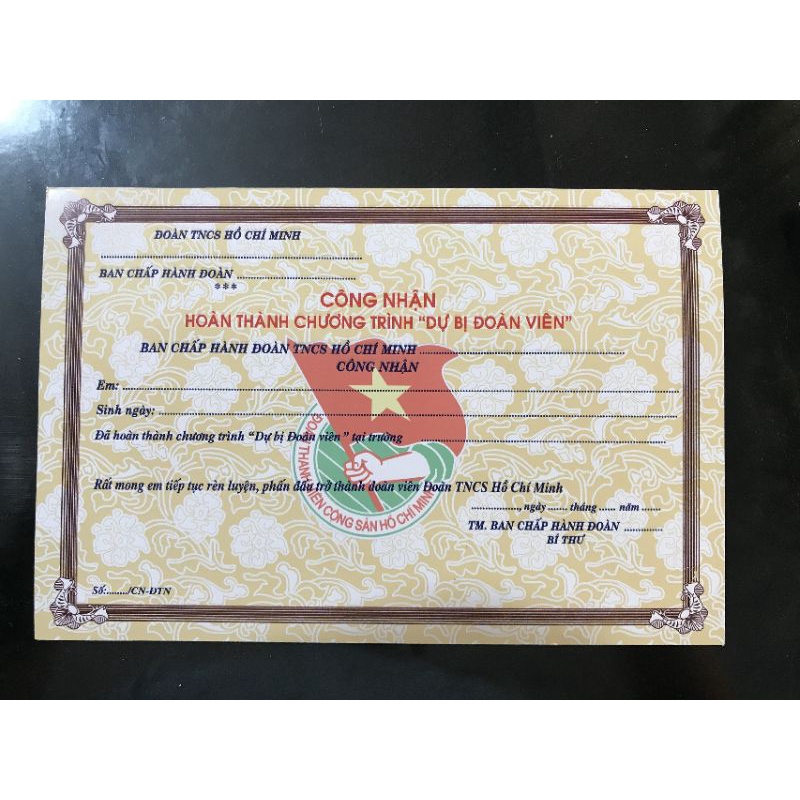 ĐOÀN TNCS HỒ CHÍ MINH
BAN CHẤP HÀNH ĐOÀN ....................
***
CÔNG NHẬN
HOÀN THÀNH CHƯƠNG TRÌNH "DỰ BỊ ĐOÀN VIÊN"
BAN CHẤP HÀNH ĐOÀN TNCS HỒ CHÍ MINH ....................
CÔNG NHẬN
Em: ....................
Sinh ngày: ....................
Đã hoàn thành chương trình "Dự bị Đoàn viên" tại trường ....................
Rất mong em tiếp tục rèn luyện, phấn đấu trở thành đoàn viên Đoàn TNCS Hồ Chí Minh
...................., ngày ....... tháng ...... năm .......
TM. BAN CHẤP HÀNH ĐOÀN ............
BÍ THƯ
Số:......../CN-ĐTN
THANH NIÊN CỘNG SẢN HỒ CHÍ MINH